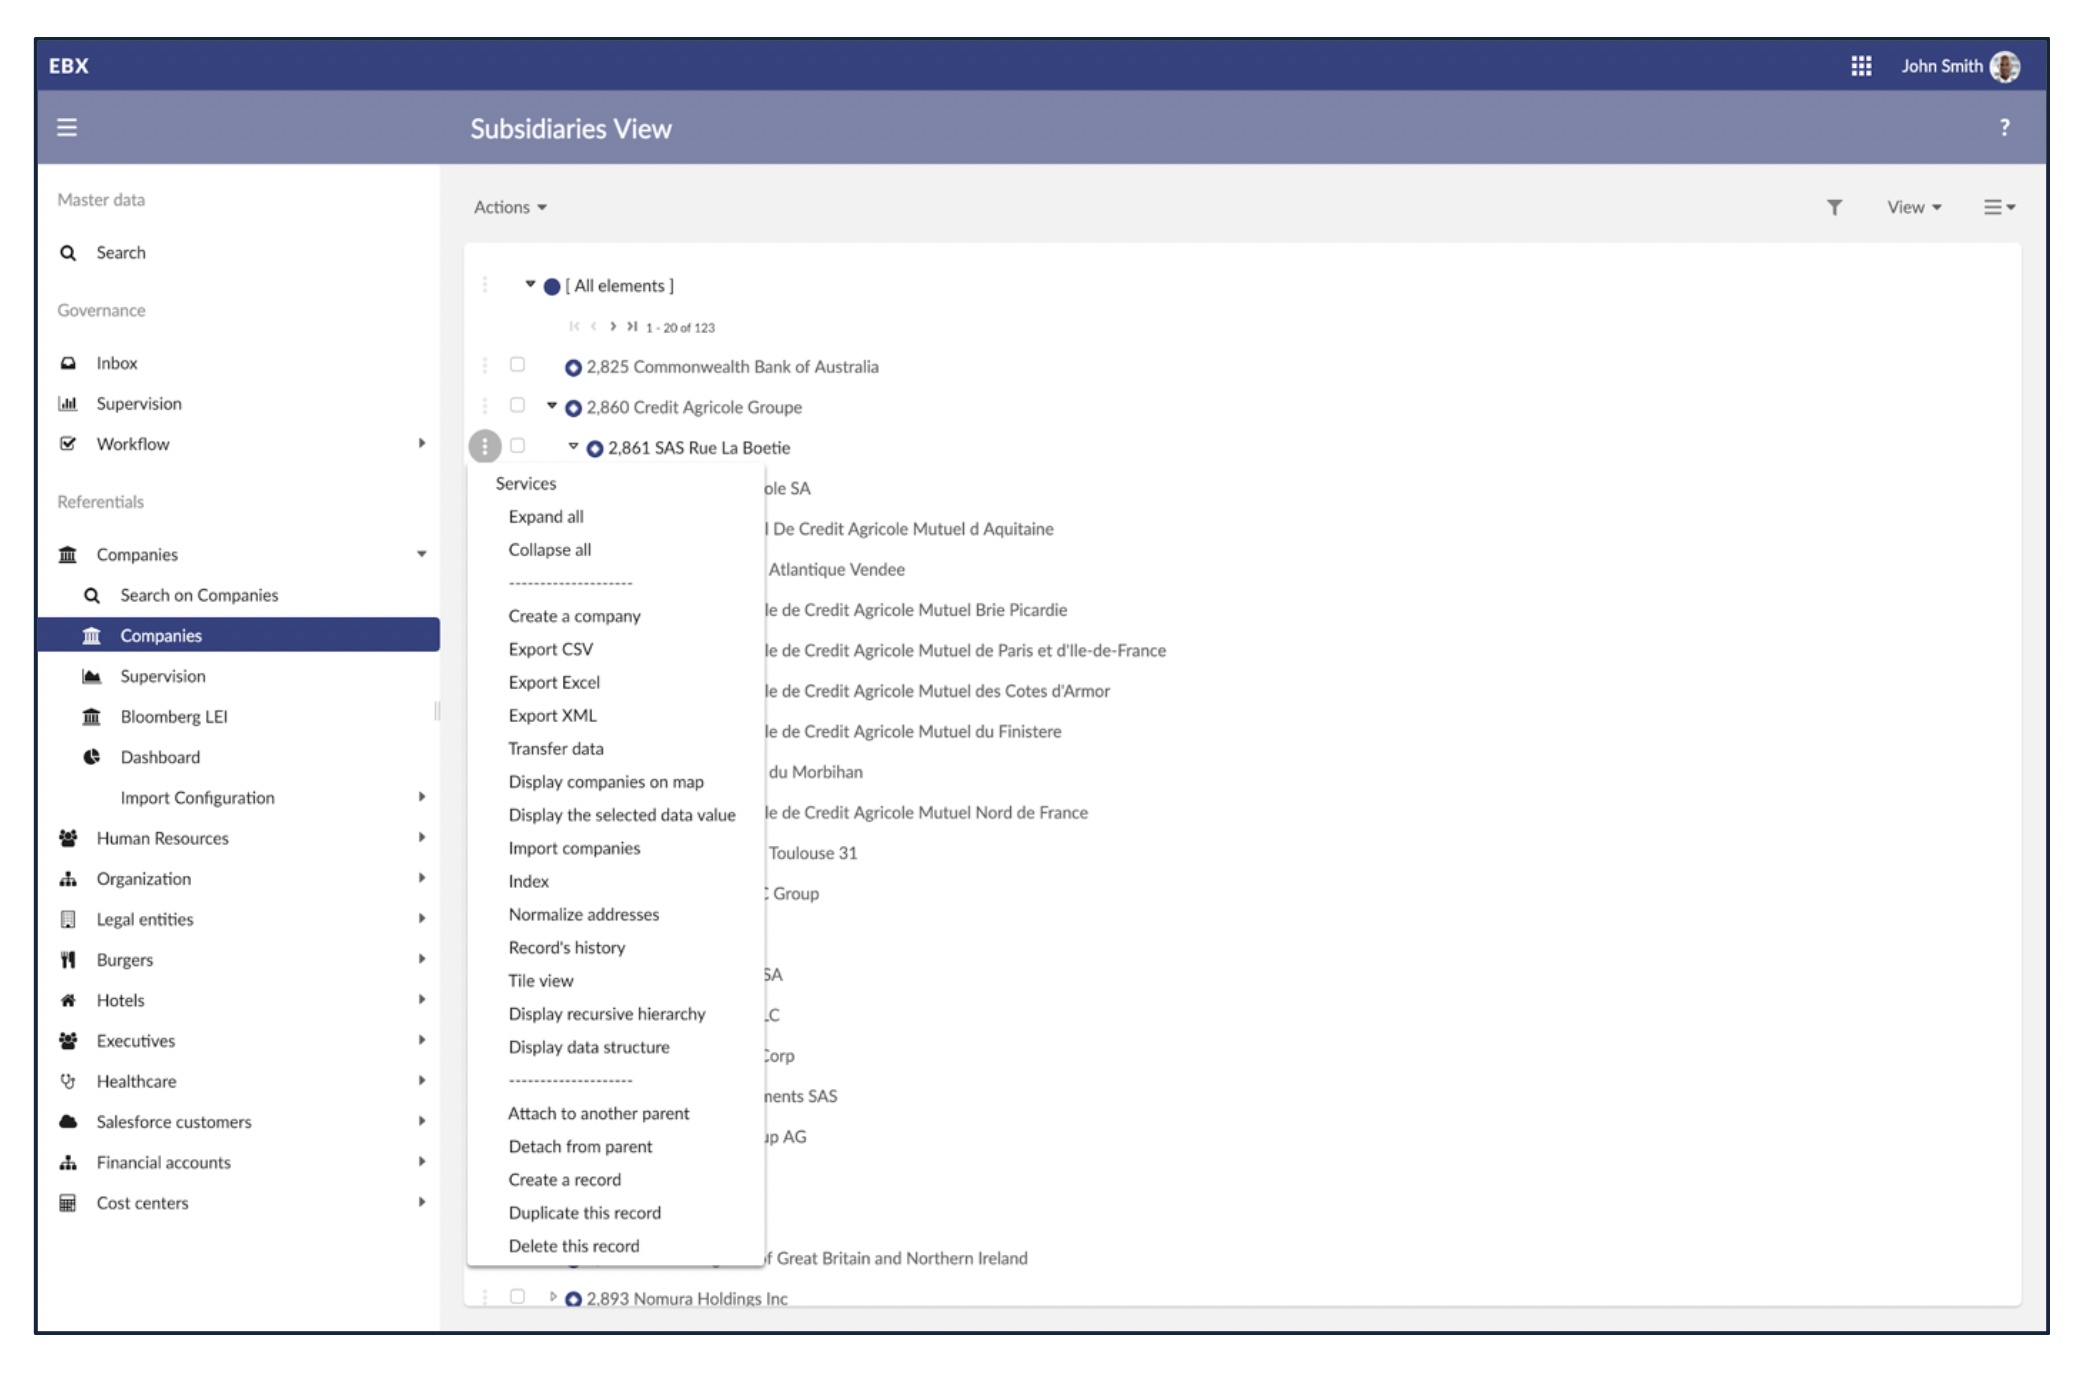 EBX
John Smith
Subsidiaries View
?
Master data
Search
Governance
Inbox
Supervision
Workflow
Referentials
Companies
Search on Companies
Companies
Supervision
Bloomberg LEI
Dashboard
Import Configuration
Human Resources
Organization
Legal entities
Burgers
Hotels
Executives
Healthcare
Salesforce customers
Financial accounts
Cost centers
Actions
View
[ All elements ]
1 - 20 of 123
2,825 Commonwealth Bank of Australia
2,860 Credit Agricole Groupe
2,861 SAS Rue La Boetie
Services
Expand all
Collapse all
--------------------
Create a company
Export CSV
Export Excel
Export XML
Transfer data
Display companies on map
Display the selected data value
Import companies
Index
Normalize addresses
Record's history
Tile view
Display recursive hierarchy
Display data structure
--------------------
Attach to another parent
Detach from parent
Create a record
Duplicate this record
Delete this record
ole SA
De Credit Agricole Mutuel d Aquitaine
Atlantique Vendee
le de Credit Agricole Mutuel Brie Picardie
le de Credit Agricole Mutuel de Paris et d'Ile-de-France
le de Credit Agricole Mutuel des Cotes d'Armor
le de Credit Agricole Mutuel du Finistere
du Morbihan
le de Credit Agricole Mutuel Nord de France
Toulouse 31
Group
SA
LC
Corp
ments SAS
up AG
of Great Britain and Northern Ireland
2,893 Nomura Holdings Inc